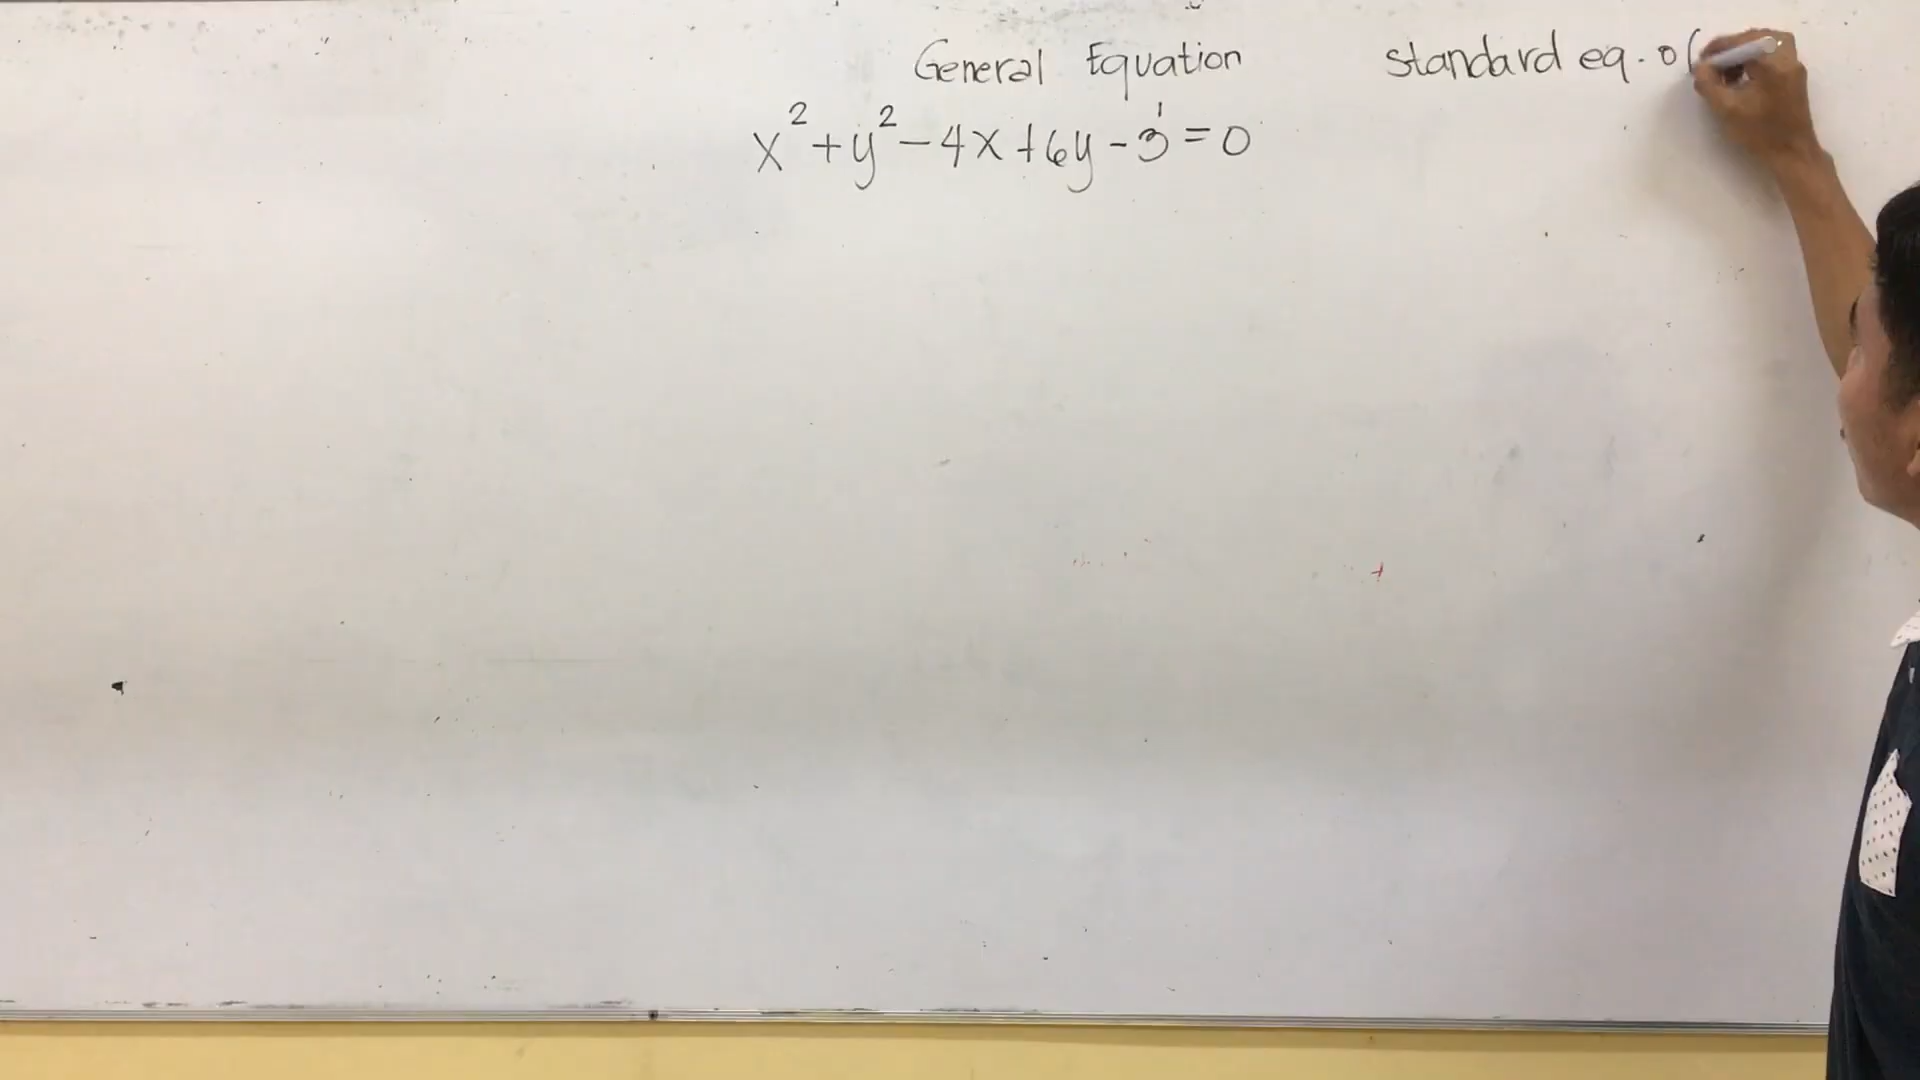 General Equation standard eq. of
x² + y² - 4x + 6y - 3 = 0